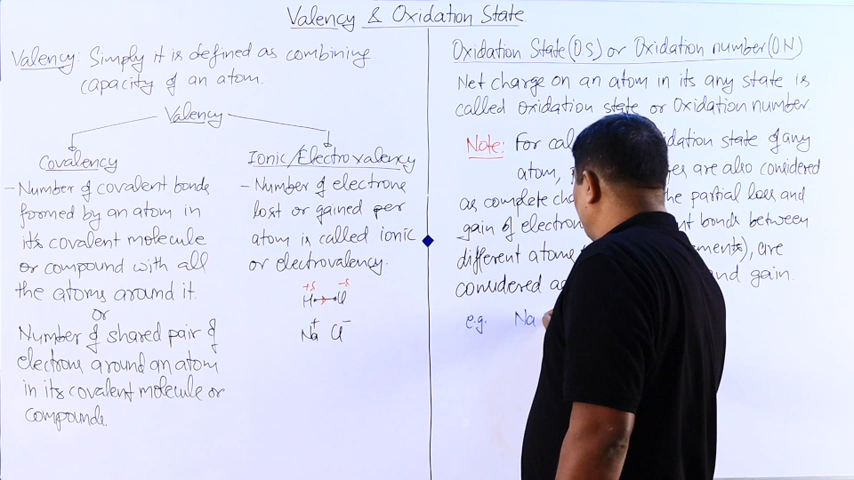 Valency & Oxidation State
Valency: Simply it is defined as combining
capacity of an atom.
Valency
Covalency
- Number of covalent bonds
formed by an atom in
it's covalent molecule
or compound with all
the atoms around it.
or
Number of shared pair of
electrons around an atom
in its covalent molecule or
compounds.
Ionic/Electrovalency
- Number of electrons
lost or gained per
atom is called ionic
or electrovalency.
+δ -δ
H Cl
Na+ Cl-
Oxidation State(OS) or Oxidation number(ON)
Net charge on an atom in its any state is
called oxidation state or Oxidation number
Note: For idation state of any
atom, are also considered
as complete the partial loss and
gain of electron bonds between
different atoms are
considered and gain.
e.g. Na